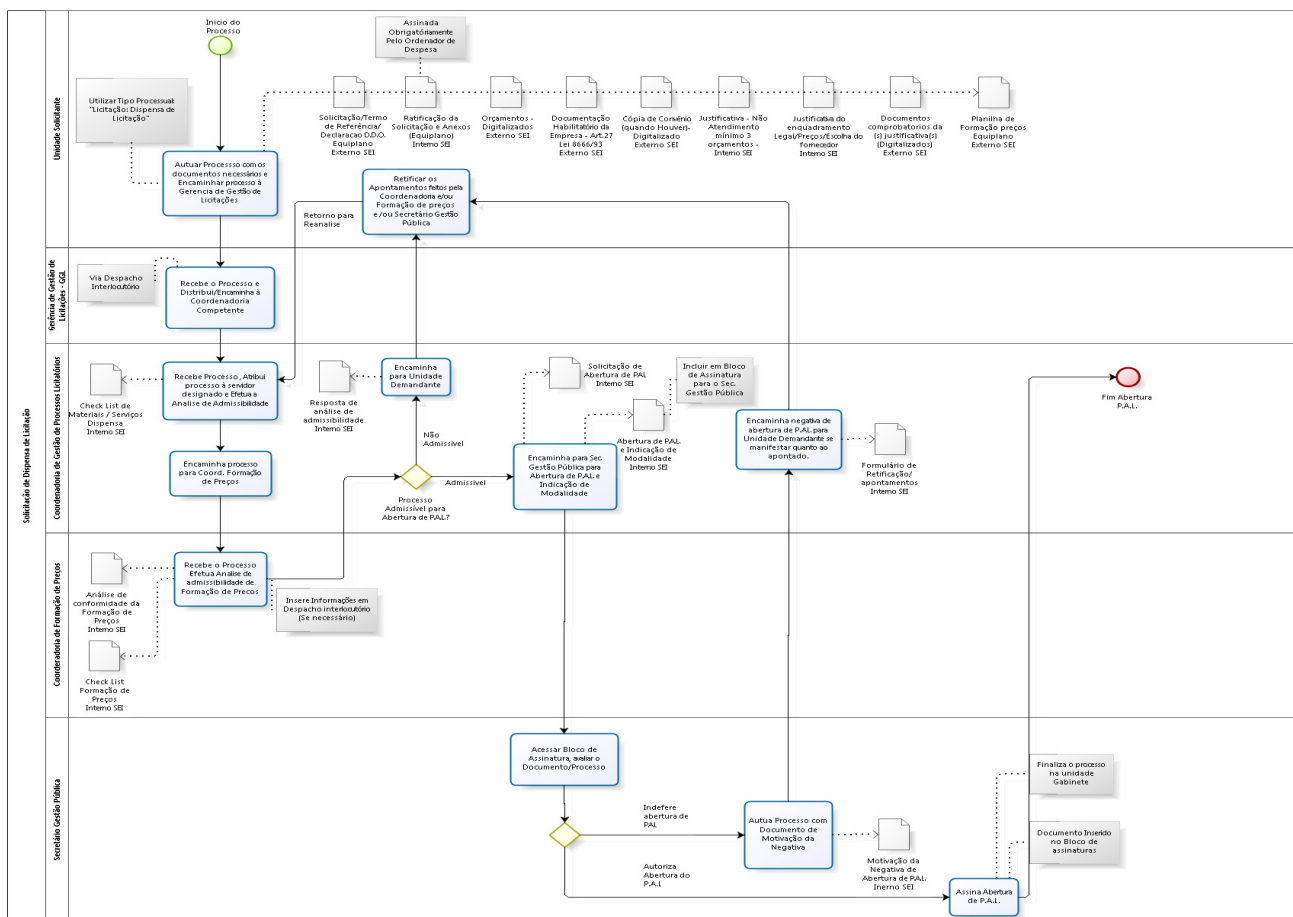 Solicitação de Dispensa de Licitação
Unidade Solicitante
Inicio do
Processo
Assinada
Obrigatóriamente
Pelo Ordenador de
Despesa
Utilizar Tipo Processual:
"Licitação: Dispensa de
Licitação"
Solicitação/Termo
de Referência/
Declaracao D.D.O.
Equiplano
Externo SEI
Ratificação da
Solicitação e Anexos
(Equiplano)
Interno SEI
Orçamentos -
Digitalizados
Externo SEI
Documentação
Habilitatório da
Empresa - Art.27
Lei 8666/93
Externo SEI
Cópia de Convênio
(quando Houver)-
Digitalizado
Externo SEI
Justificativa - Não
Atendimento
mínimo 3
orçamentos -
Interno SEI
Justificativa do
enquadramento
Legal/Preços/Escolha do
fornecedor
Interno SEI
Documentos
comprobatorios da
(s) Justificativa(s)
(Digitalizados)
Externo SEI
Planilha de
Formação preços
Equiplano
Externo SEI
Autuar Processso com os
documentos necessários e
Encaminhar processo à
Gerencia de Gestão de
Licitações
Retificar os
Apontamentos feitos pela
Coordenadoria e/ou
Formação de preços
e /ou Secretário Gestão
Pública
Retorno para
Reanalise
Gerência de Gestão de
Licitações - GGL
Via Despacho
Interlocutório
Recebe o Processo e
Distribui/Encaminha à
Coordenadoria
Competente
Coordenadoria de Gestão de Processos Licitatórios
Recebe Processo , Atribui
processo à servidor
designado e Efetua a
Analise de Admissibilidade
Check List de
Materiais / Serviços
Dispensa
Interno SEI
Encaminha processo
para Coord. Formação
de Preços
Resposta de
análise de
admissibilidade
Interno SEI
Encaminha
para Unidade
Demandante
Não
Admissivel
Processo
Admissível para
Abertura de P.A.L?
Admissivel
Solicitação de
Abertura de PAL
Interno SEI
Incluir em Bloco
de Assinatura
para o Sec.
Gestão Pública
Abertura de P.AL.
e Indicação de
Modalidade
Interno SEI
Encaminha para Sec.
Gestão Pública para
Abertura de P.A.L e
Indicação de
Modalidade
Encaminha negativa de
abertura de P.A.L para
Unidade Demandante se
manifestar quanto ao
apontado.
Formulário de
Retificação/
apontamentos
Interno SEI
Fim Abertura
P.A.L.
Cooreradoria de Formação de Preços
Recebe o Processo
Efetua Analise de
admissibilidade de
Formação de Precos
Análise de
conformidade da
Formação de
Preços
Interno SEI
Check List
Formação de
Preços
Interno SEI
Insere Informações em
Despacho interlocutório
(Se necessário)
Secretário Gestão Pública
Acessar Bloco de
Assinatura, avaliar o
Documento/Processo
Indefere
abertura de
PAL
Autoriza
Abertura do
P.A.L
Autua Processo com
Documento de
Motivação da
Negativa
Motivação da
Negativa de
Abertura de P.AL.
Inerno SEI
Finaliza o processo
na unidade
Gabinete
Documento Inserido
no Bloco de
assinaturas
Assina Abertura
de P.A.L.